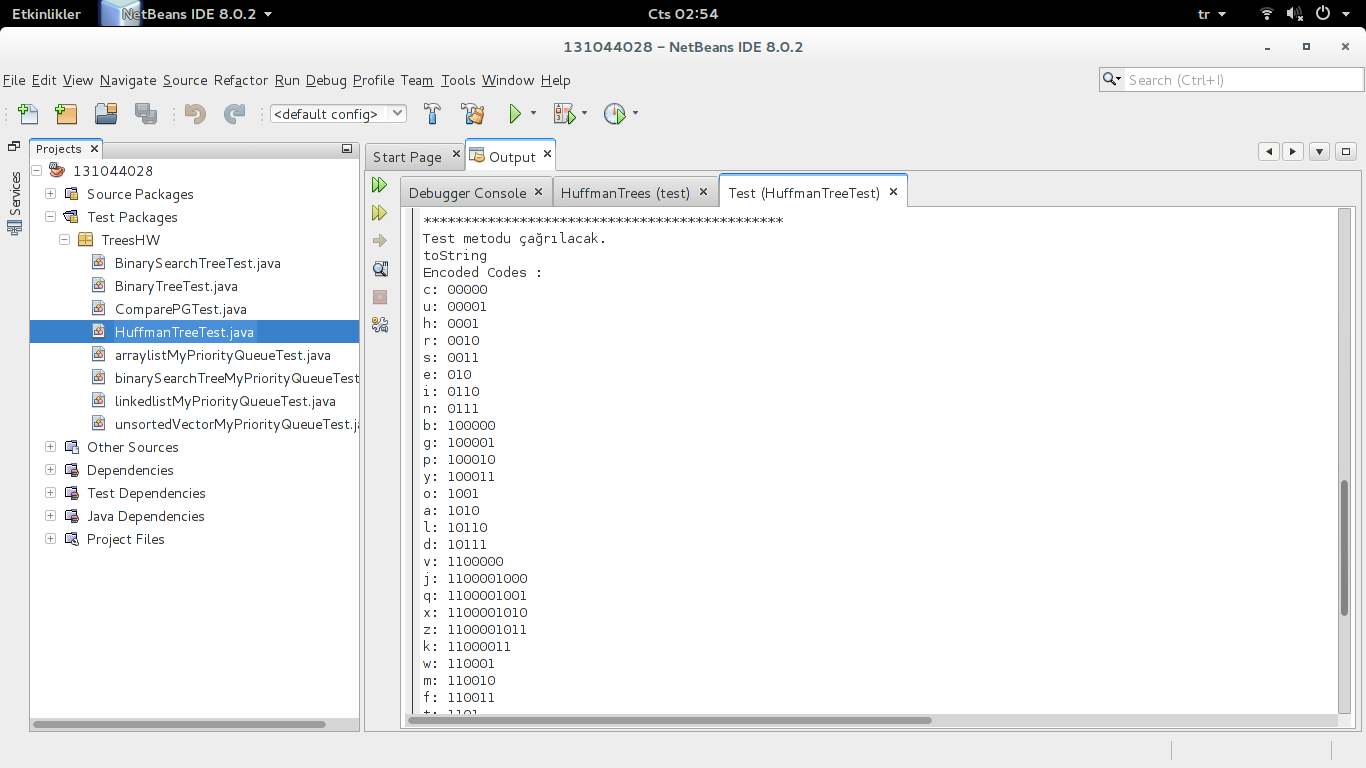 Etkinlikler
NetBeans IDE 8.0.2
Cts 02:54
tr
131044028 - NetBeans IDE 8.0.2
File Edit View Navigate Source Refactor Run Debug Profile Team Tools Window Help
Search (Ctrl+I)
<default config>
Projects
Services
131044028
Source Packages
Test Packages
TreesHW
BinarySearchTreeTest.java
BinaryTreeTest.java
ComparePGTest.java
HuffmanTreeTest.java
arraylistMyPriorityQueueTest.java
binarySearchTreeMyPriorityQueueTest
linkedlistMyPriorityQueueTest.java
unsortedVectorMyPriorityQueueTest.j
Other Sources
Dependencies
Test Dependencies
Java Dependencies
Project Files
Start Page
Output
Debugger Console
HuffmanTrees (test)
Test (HuffmanTreeTest)
*********************************************
Test metodu çağrılacak.
toString
Encoded Codes :
c: 00000
u: 00001
h: 0001
r: 0010
s: 0011
e: 010
i: 0110
n: 0111
b: 100000
g: 100001
p: 100010
y: 100011
o: 1001
a: 1010
l: 10110
d: 10111
v: 1100000
j: 1100001000
q: 1100001001
x: 1100001010
z: 1100001011
k: 11000011
w: 110001
m: 110010
f: 110011
t: 1101